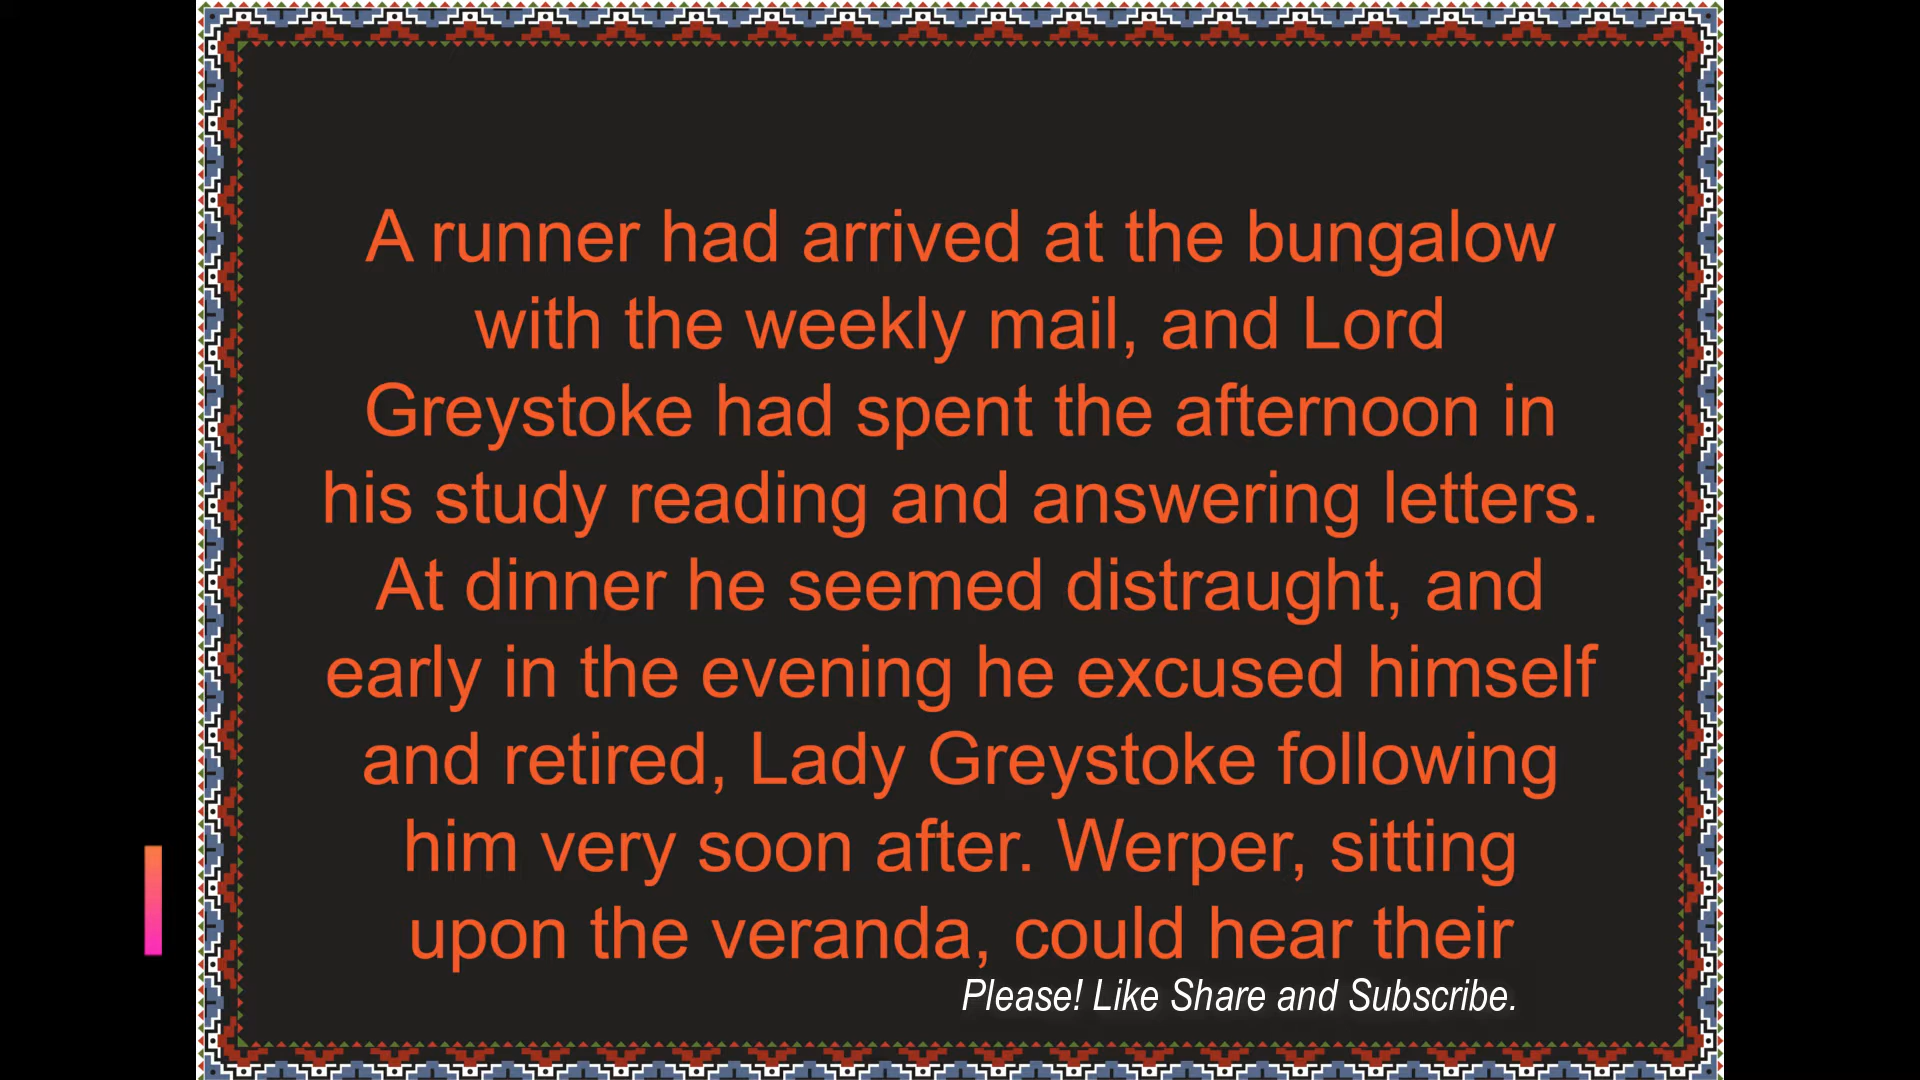 A runner had arrived at the bungalow
with the weekly mail, and Lord
Greystoke had spent the afternoon in
his study reading and answering letters.
At dinner he seemed distraught, and
early in the evening he excused himself
and retired, Lady Greystoke following
him very soon after. Werper, sitting
upon the veranda, could hear their
Please! Like Share and Subscribe.